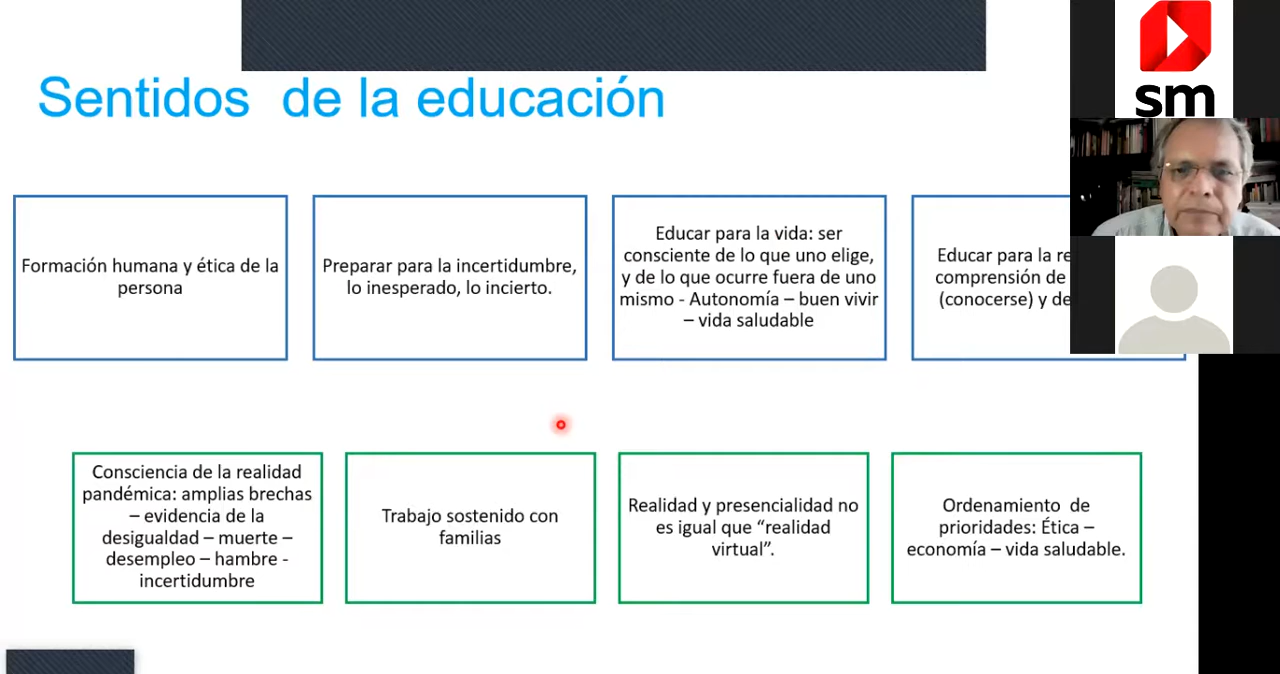 Sentidos de la educación
sm
Formación humana y ética de la
persona
Preparar para la incertidumbre,
lo inesperado, lo incierto.
Educar para la vida: ser
consciente de lo que uno elige,
y de lo que ocurre fuera de uno
mismo - Autonomía – buen vivir
– vida saludable
Educar para la
comprensión de
(conocerse) y
Consciencia de la realidad
pandémica: amplias brechas
– evidencia de la
desigualdad – muerte –
desempleo – hambre -
incertidumbre
Trabajo sostenido con
familias
Realidad y presencialidad no
es igual que “realidad
virtual”.
Ordenamiento de
prioridades: Ética –
economía – vida saludable.